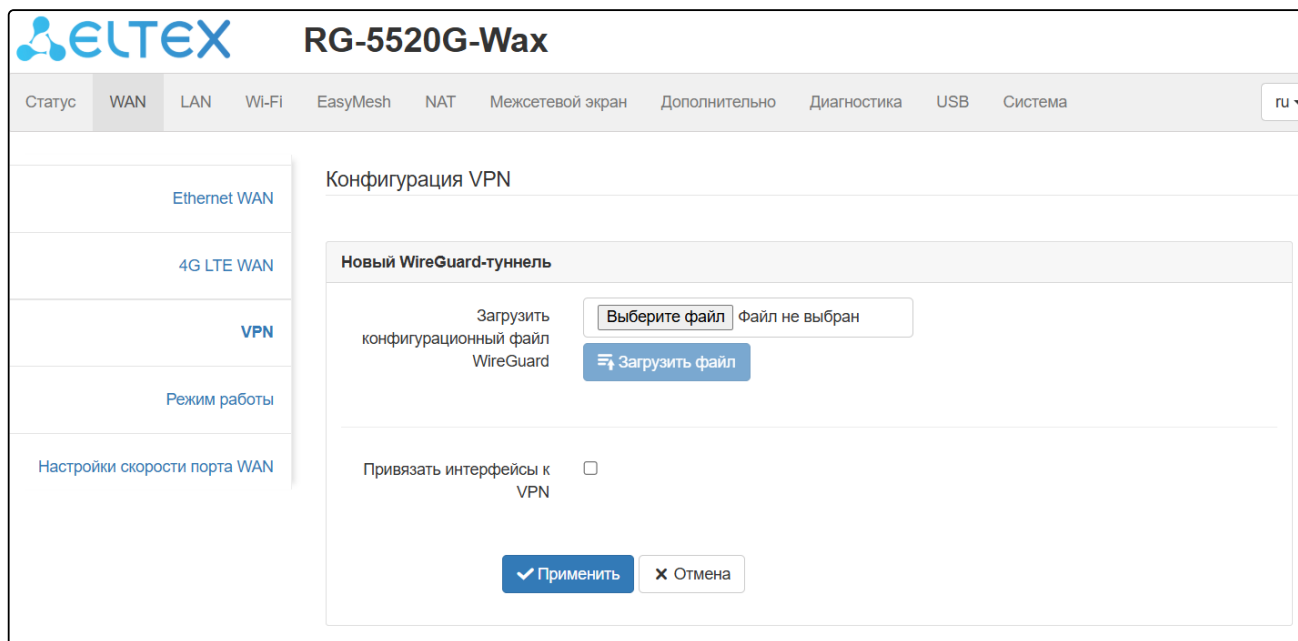 ELTEX RG-5520G-Wax
Статус WAN LAN Wi-Fi EasyMesh NAT Межсетевой экран Дополнительно Диагностика USB Система ru
Ethernet WAN
4G LTE WAN
VPN
Режим работы
Настройки скорости порта WAN
Конфигурация VPN
Новый WireGuard-туннель
Загрузить
конфигурационный файл
WireGuard
Выберите файл Файл не выбран
Загрузить файл
Привязать интерфейсы к
VPN
Применить Отмена